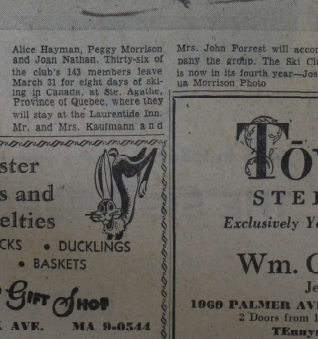 Alice Hayman, Peggy Morrison
and Joan Nathan. Thirty-six of
the club's 143 members leave
March 31 for eight days of ski-
ing in Canada, at Ste. Agathe,
Province of Quebec, where they
will stay at the Laurentide Inn.
Mr. and Mrs. Kaufmann and
Mrs. John Forrest will accom
pany the group. The Ski Cl
is now in its fourth year—Jos
ua Morrison Photo
ster
s and
elties
CKS • DUCKLINGS
• BASKETS
Gift Shop
AVE. MA 9-0544
To
STE
Exclusively Yo
Wm. C
Je
1969 PALMER AV
2 Doors from
TEnnys